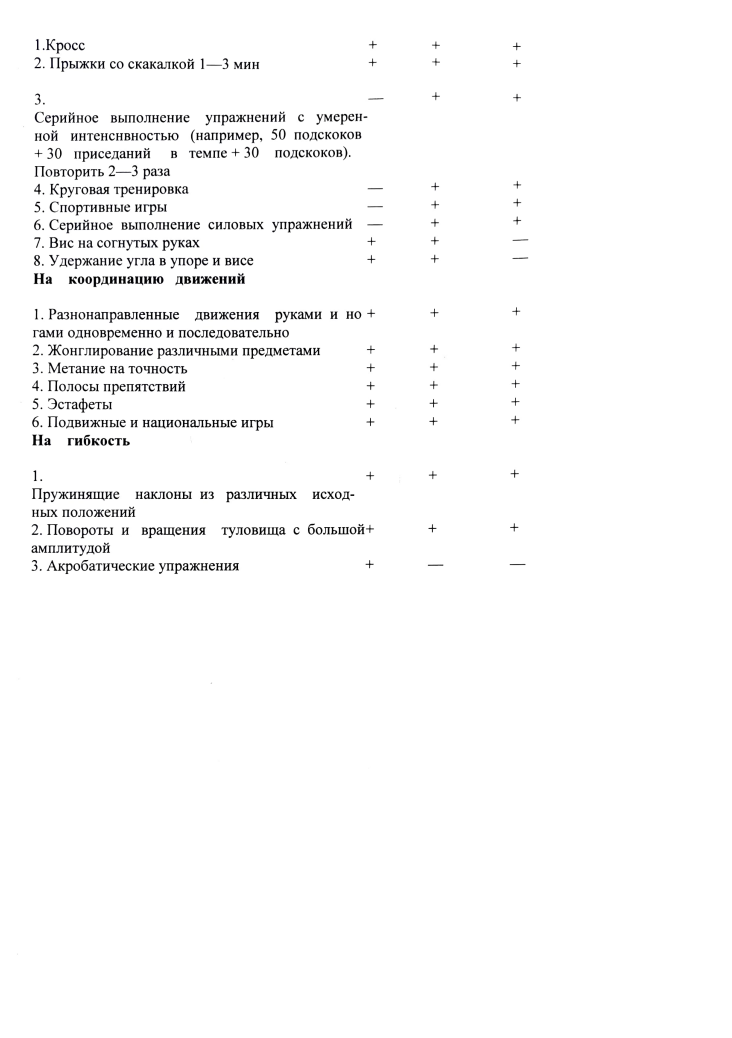 1.Кросс + + +
2. Прыжки со скакалкой 1—3 мин + + +
3. — + +
Серийное выполнение упражнений с умерен-
ной интенснвностью (например, 50 подскоков
+ 30 приседаний в темпе + 30 подскоков).
Повторить 2—3 раза
4. Круговая тренировка — + +
5. Спортивные игры — + +
6. Серийное выполнение силовых упражнений — + +
7. Вис на согнутых руках + + —
8. Удержание угла в упоре и висе + + —
На координацию движений
1. Разнонаправленные движения руками и но + + +
гами одновременно и последовательно
2. Жонглирование различными предметами + + +
3. Метание на точность + + +
4. Полосы препятствий + + +
5. Эстафеты + + +
6. Подвижные и национальные игры + + +
На гибкость
1. + + +
Пружинящие наклоны из различных исход-
ных положений
2. Повороты и вращения туловища с большой+ + +
амплитудой
3. Акробатические упражнения + — —